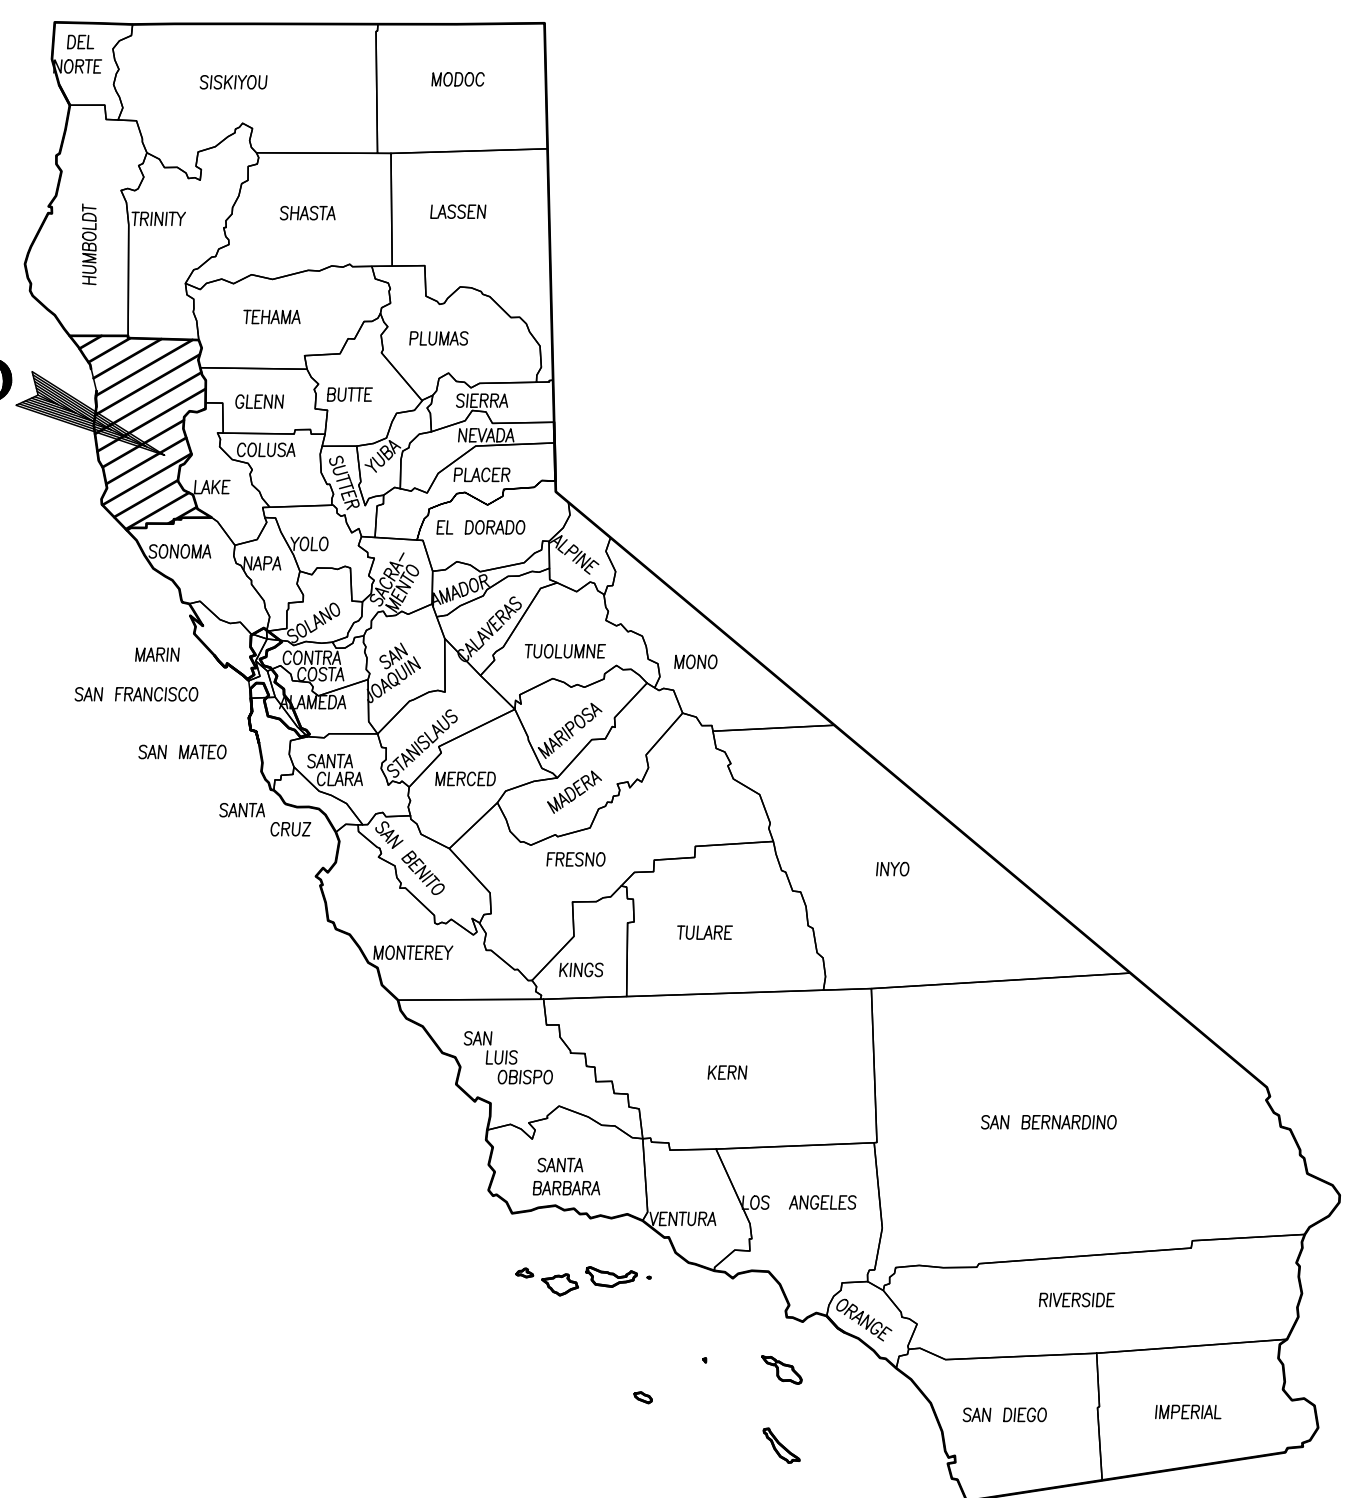 DEL
NORTE
SISKIYOU
MODOC
HUMBOLDT
TRINITY
SHASTA
LASSEN
TEHAMA
PLUMAS
GLENN
BUTTE
SIERRA
NEVADA
COLUSA
YUBA
SUTTER
PLACER
LAKE
EL DORADO
SONOMA
NAPA
YOLO
ALPINE
SACRA-
MENTO
AMADOR
SOLANO
CALAVERAS
TUOLUMNE
MONO
MARIN
CONTRA
COSTA
SAN
JOAQUIN
SAN FRANCISCO
ALAMEDA
STANISLAUS
MARIPOSA
SAN MATEO
SANTA
CLARA
MERCED
MADERA
SANTA
CRUZ
SAN BENITO
FRESNO
INYO
MONTEREY
KINGS
TULARE
SAN
LUIS
OBISPO
KERN
SAN BERNARDINO
SANTA
BARBARA
VENTURA
LOS ANGELES
ORANGE
RIVERSIDE
SAN DIEGO
IMPERIAL